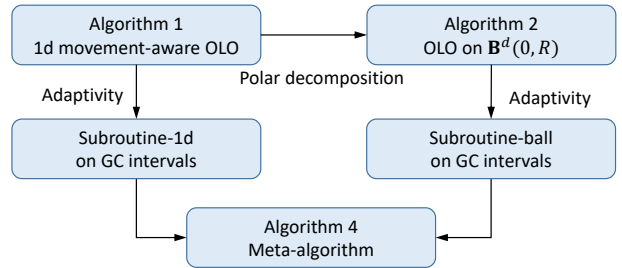 Algorithm 1
1d movement-aware OLO
Algorithm 2
OLO on B^d(0, R)
Polar decomposition
Adaptivity
Adaptivity
Subroutine-1d
on GC intervals
Subroutine-ball
on GC intervals
Algorithm 4
Meta-algorithm